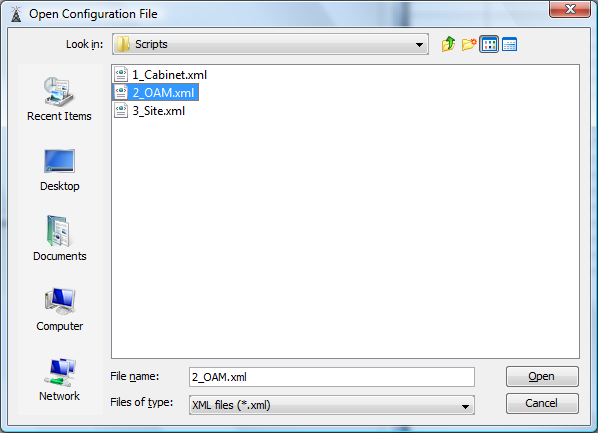 Open Configuration File
Look in: Scripts
1_Cabinet.xml
2_OAM.xml
3_Site.xml
Recent Items
Desktop
Documents
Computer
Network
File name: 2_OAM.xml Open
Files of type: XML files (*.xml) Cancel